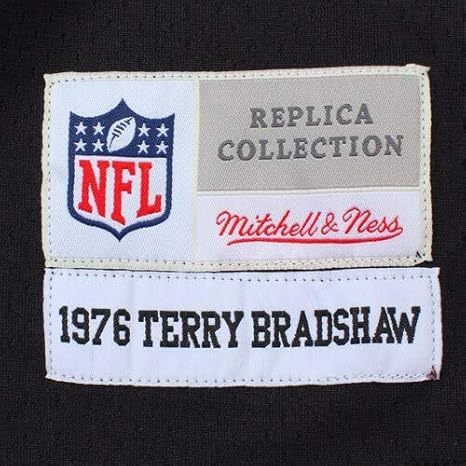 NFL
REPLICA
COLLECTION
Mitchell & Ness
1976 TERRY BRADSHAW